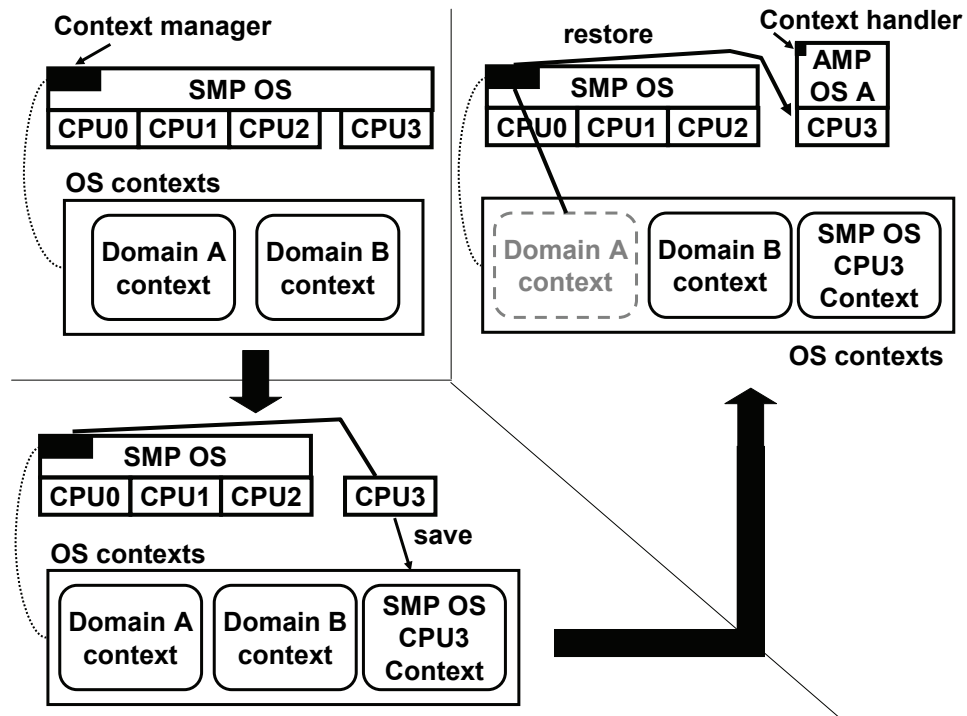 Context manager
SMP OS
CPU0 CPU1 CPU2 CPU3
OS contexts
Domain A
context
Domain B
context
SMP OS
CPU0 CPU1 CPU2 CPU3
save
OS contexts
Domain A
context
Domain B
context
SMP OS
CPU3
Context
restore
Context handler
SMP OS
AMP
OS A
CPU0 CPU1 CPU2 CPU3
Domain A
context
Domain B
context
SMP OS
CPU3
Context
OS contexts